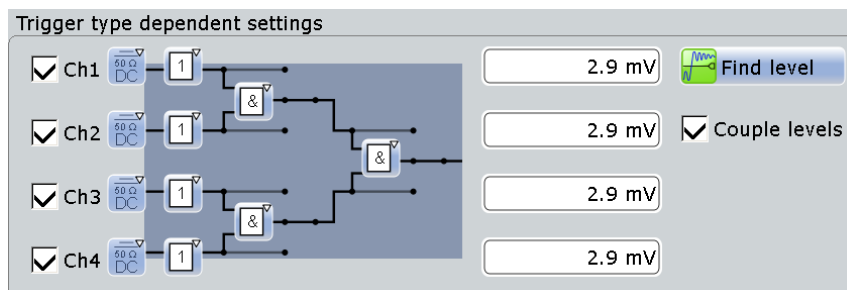 Trigger type dependent settings
Ch1 50 Ω DC 1 2.9 mV Find level
&
Ch2 50 Ω DC 1 2.9 mV Couple levels
&
Ch3 50 Ω DC 1 2.9 mV
&
Ch4 50 Ω DC 1 2.9 mV